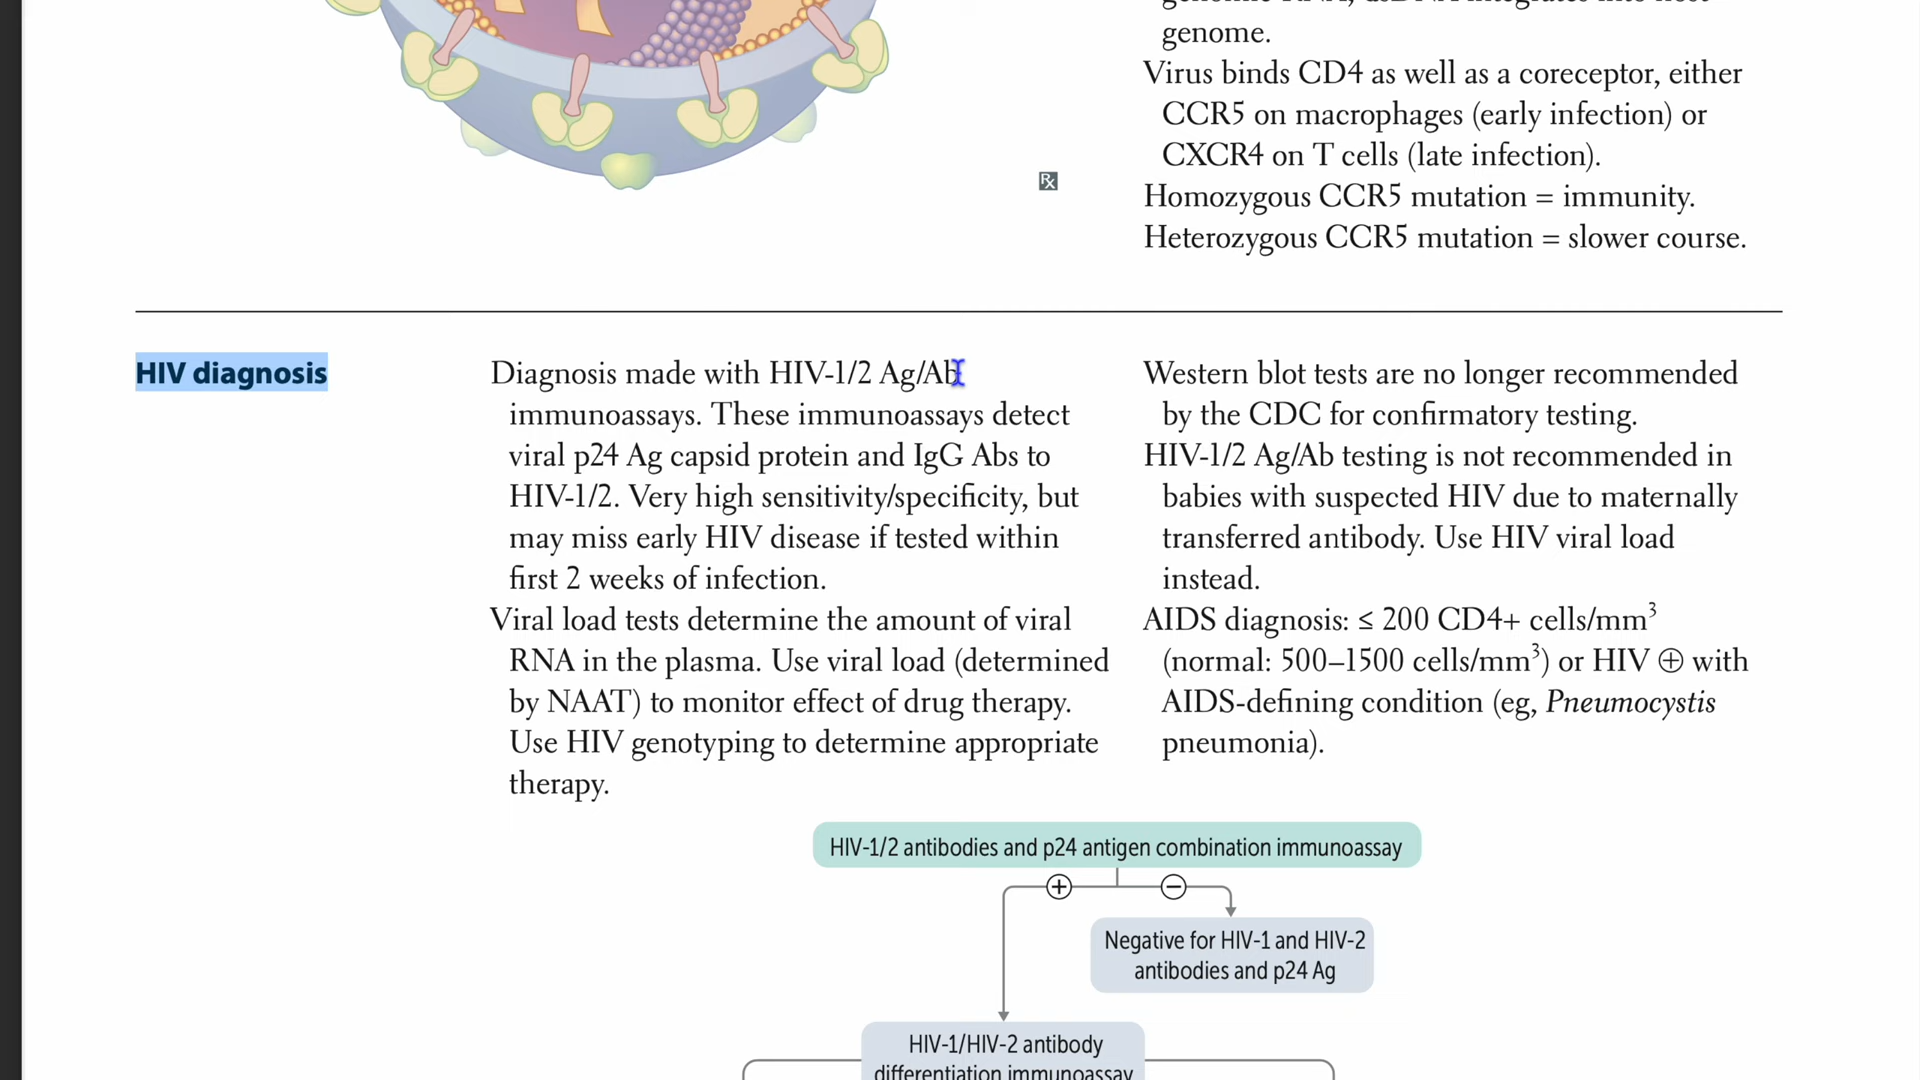 genome.
Virus binds CD4 as well as a coreceptor, either
CCR5 on macrophages (early infection) or
CXCR4 on T cells (late infection).
Homozygous CCR5 mutation = immunity.
Heterozygous CCR5 mutation = slower course.
HIV diagnosis
Diagnosis made with HIV-1/2 Ag/Ab
immunoassays. These immunoassays detect
viral p24 Ag capsid protein and IgG Abs to
HIV-1/2. Very high sensitivity/specificity, but
may miss early HIV disease if tested within
first 2 weeks of infection.
Viral load tests determine the amount of viral
RNA in the plasma. Use viral load (determined
by NAAT) to monitor effect of drug therapy.
Use HIV genotyping to determine appropriate
therapy.
Western blot tests are no longer recommended
by the CDC for confirmatory testing.
HIV-1/2 Ag/Ab testing is not recommended in
babies with suspected HIV due to maternally
transferred antibody. Use HIV viral load
instead.
AIDS diagnosis: ≤ 200 CD4+ cells/mm³
(normal: 500–1500 cells/mm³) or HIV ⊕ with
AIDS-defining condition (eg, Pneumocystis
pneumonia).
HIV-1/2 antibodies and p24 antigen combination immunoassay
+ −
Negative for HIV-1 and HIV-2
antibodies and p24 Ag
HIV-1/HIV-2 antibody
differentiation immunoassay